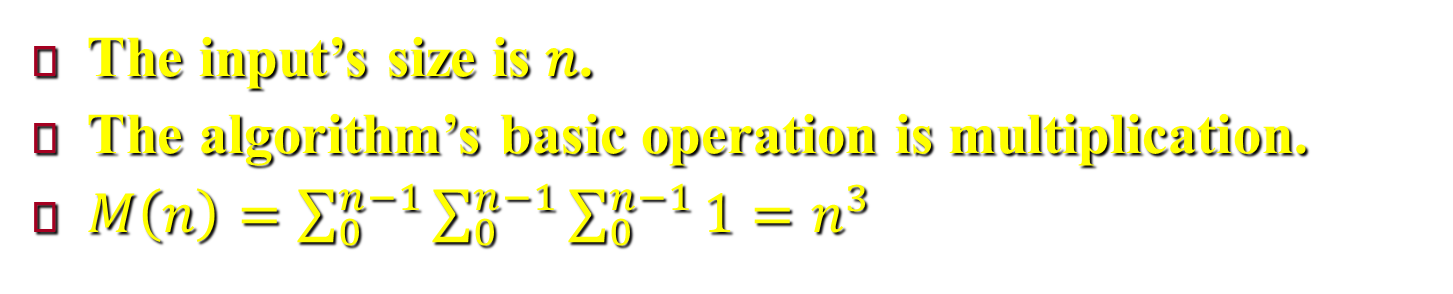 The input’s size is n.
The algorithm’s basic operation is multiplication.
M(n) = ∑₀ⁿ⁻¹ ∑₀ⁿ⁻¹ ∑₀ⁿ⁻¹ 1 = n³